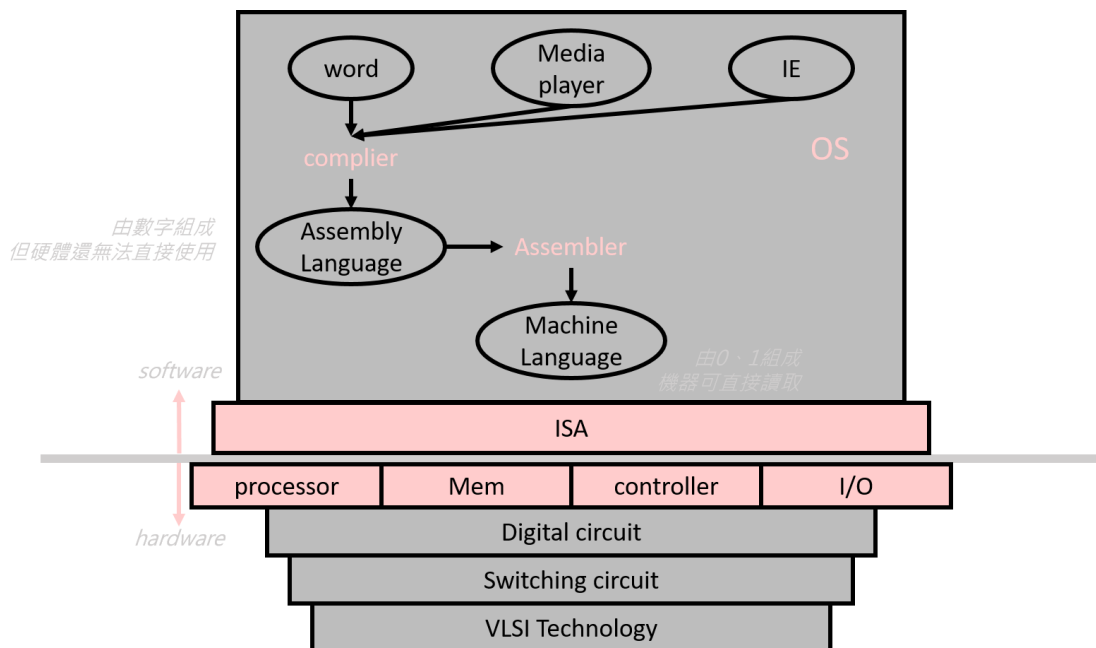 word
Media
player
IE
OS
complier
由數字組成
但硬體還無法直接使用
Assembly
Language
Assembler
Machine
Language
由0、1組成
機器可直接讀取
software
ISA
processor
Mem
controller
I/O
hardware
Digital circuit
Switching circuit
VLSI Technology